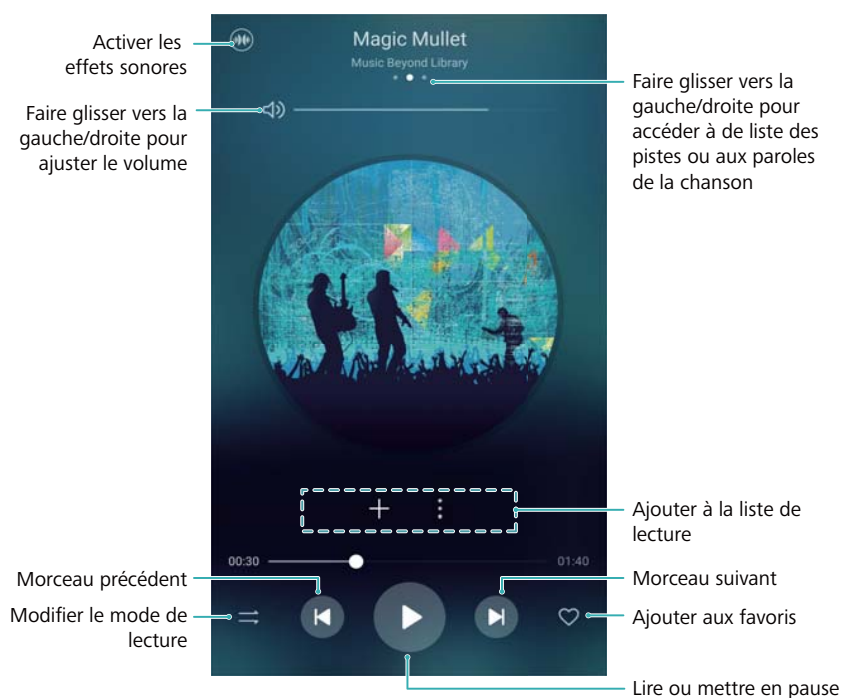 Activer les
effets sonores
Magic Mullet
Music Beyond Library
Faire glisser vers la
gauche/droite pour
ajuster le volume
Faire glisser vers la
gauche/droite pour
accéder à de liste des
pistes ou aux paroles
de la chanson
Ajouter à la liste de
lecture
00:30
01:40
Morceau précédent
Morceau suivant
Modifier le mode de
lecture
Ajouter aux favoris
Lire ou mettre en pause